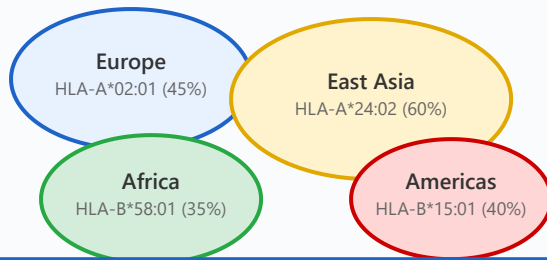 Europe
HLA-A*02:01 (45%)
East Asia
HLA-A*24:02 (60%)
Africa
HLA-B*58:01 (35%)
Americas
HLA-B*15:01 (40%)